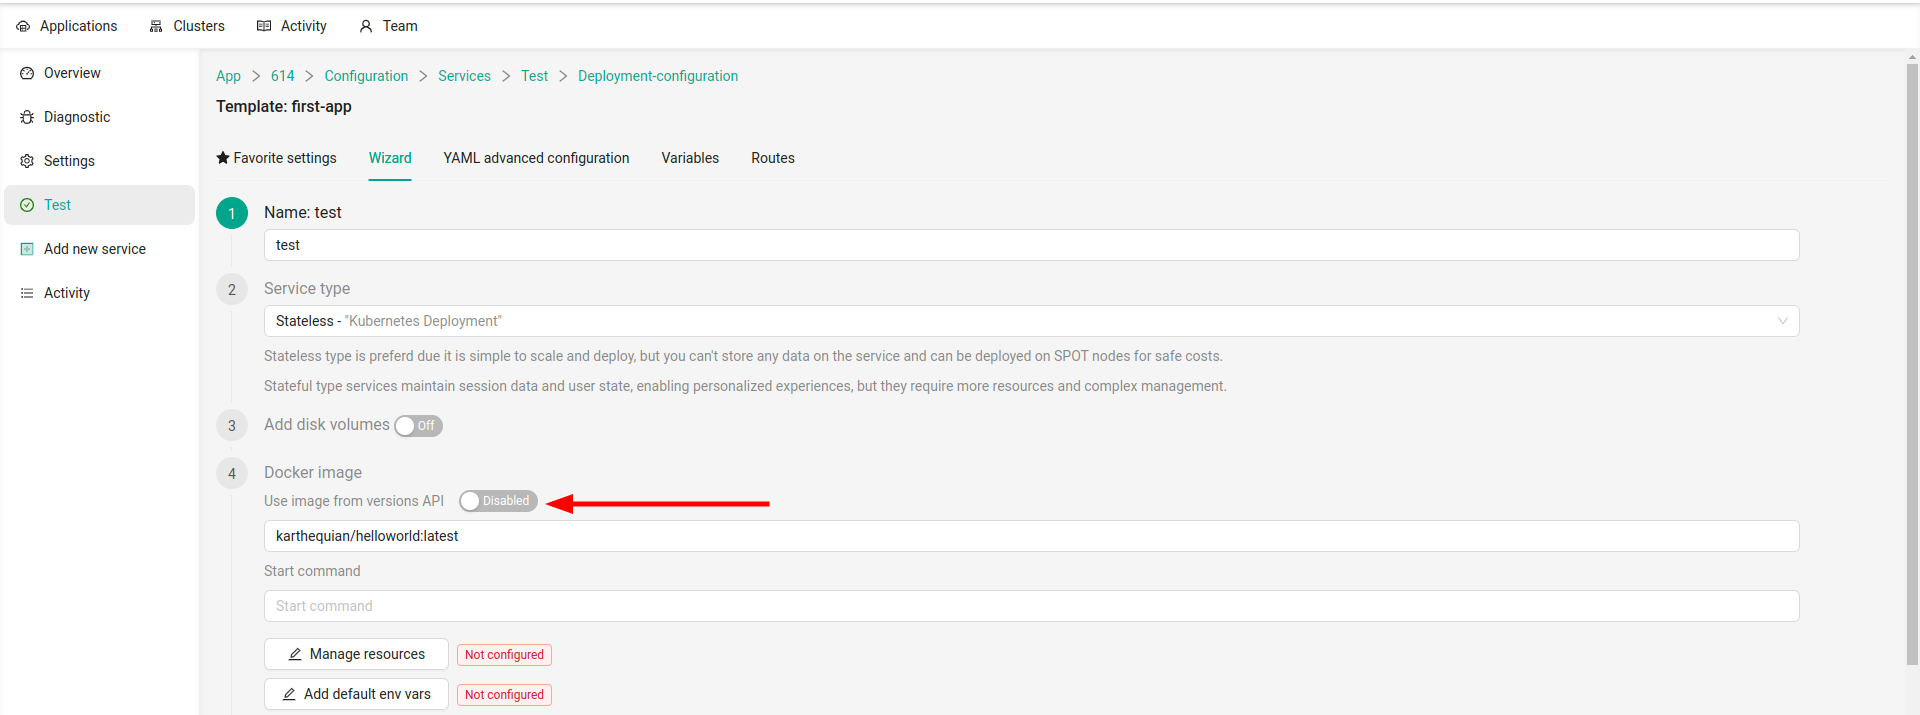 Applications Clusters Activity Team
Overview
Diagnostic
Settings
Test
Add new service
Activity
App > 614 > Configuration > Services > Test > Deployment-configuration
Template: first-app
Favorite settings Wizard YAML advanced configuration Variables Routes
1 Name: test
test
2 Service type
Stateless - "Kubernetes Deployment"
Stateless type is preferd due it is simple to scale and deploy, but you can't store any data on the service and can be deployed on SPOT nodes for safe costs.
Stateful type services maintain session data and user state, enabling personalized experiences, but they require more resources and complex management.
3 Add disk volumes Off
4 Docker image
Use image from versions API Disabled
karthequian/helloworld:latest
Start command
Start command
Manage resources Not configured
Add default env vars Not configured